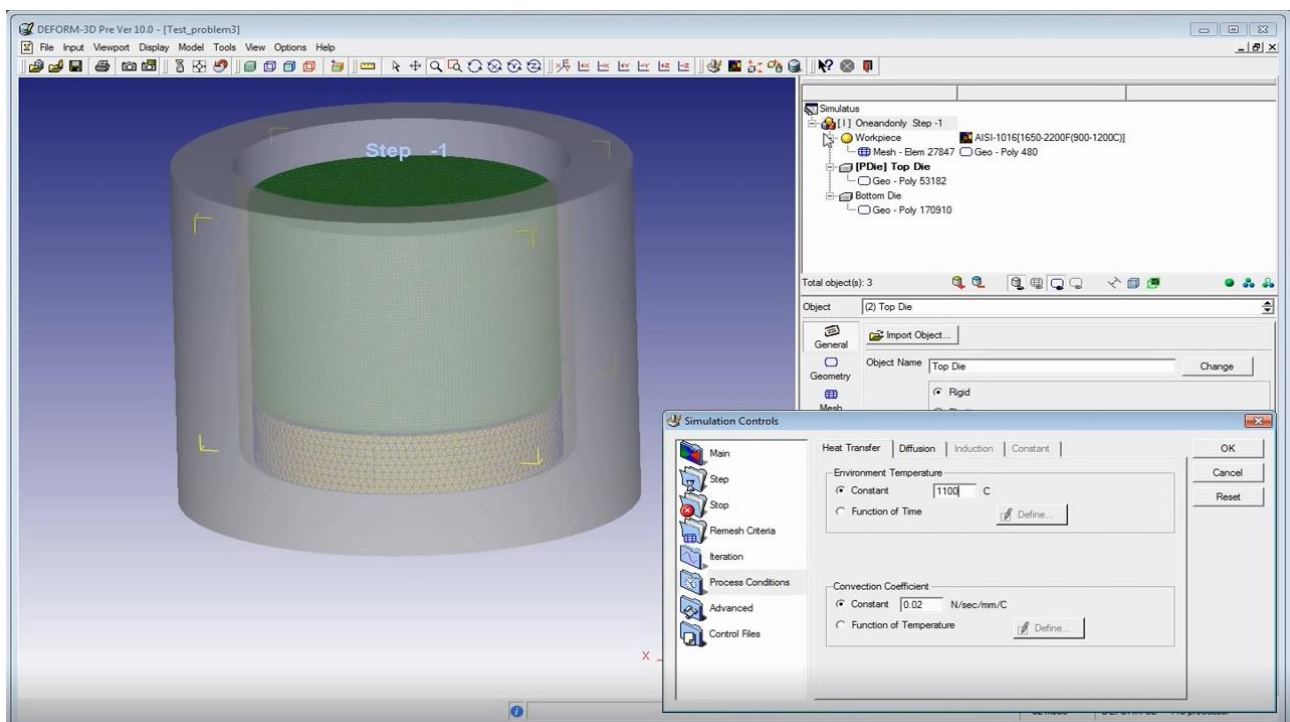 DEFORM-3D Pre Ver 10.0 - [Test_problem3]
File Input Viewport Display Model Tools View Options Help
Step -1
Simulatus
[1] Oneandonly Step -1
Workpiece AISI-1016[1650-2200F(900-1200C)]
Mesh - Elem 27847 Geo - Poly 480
[PDie] Top Die
Geo - Poly 53182
Bottom Die
Geo - Poly 170910
Total object(s): 3
Object (2) Top Die
General
Import Object...
Geometry
Object Name Top Die Change
Rigid
Mesh
Simulation Controls
Main
Step
Stop
Remesh Criteria
Iteration
Process Conditions
Advanced
Control Files
Heat Transfer Diffusion Induction Constant
Environment Temperature
Constant 1100 C
Function of Time Define...
Convection Coefficient
Constant 0.02 N/sec/mm/C
Function of Temperature Define...
OK
Cancel
Reset
X